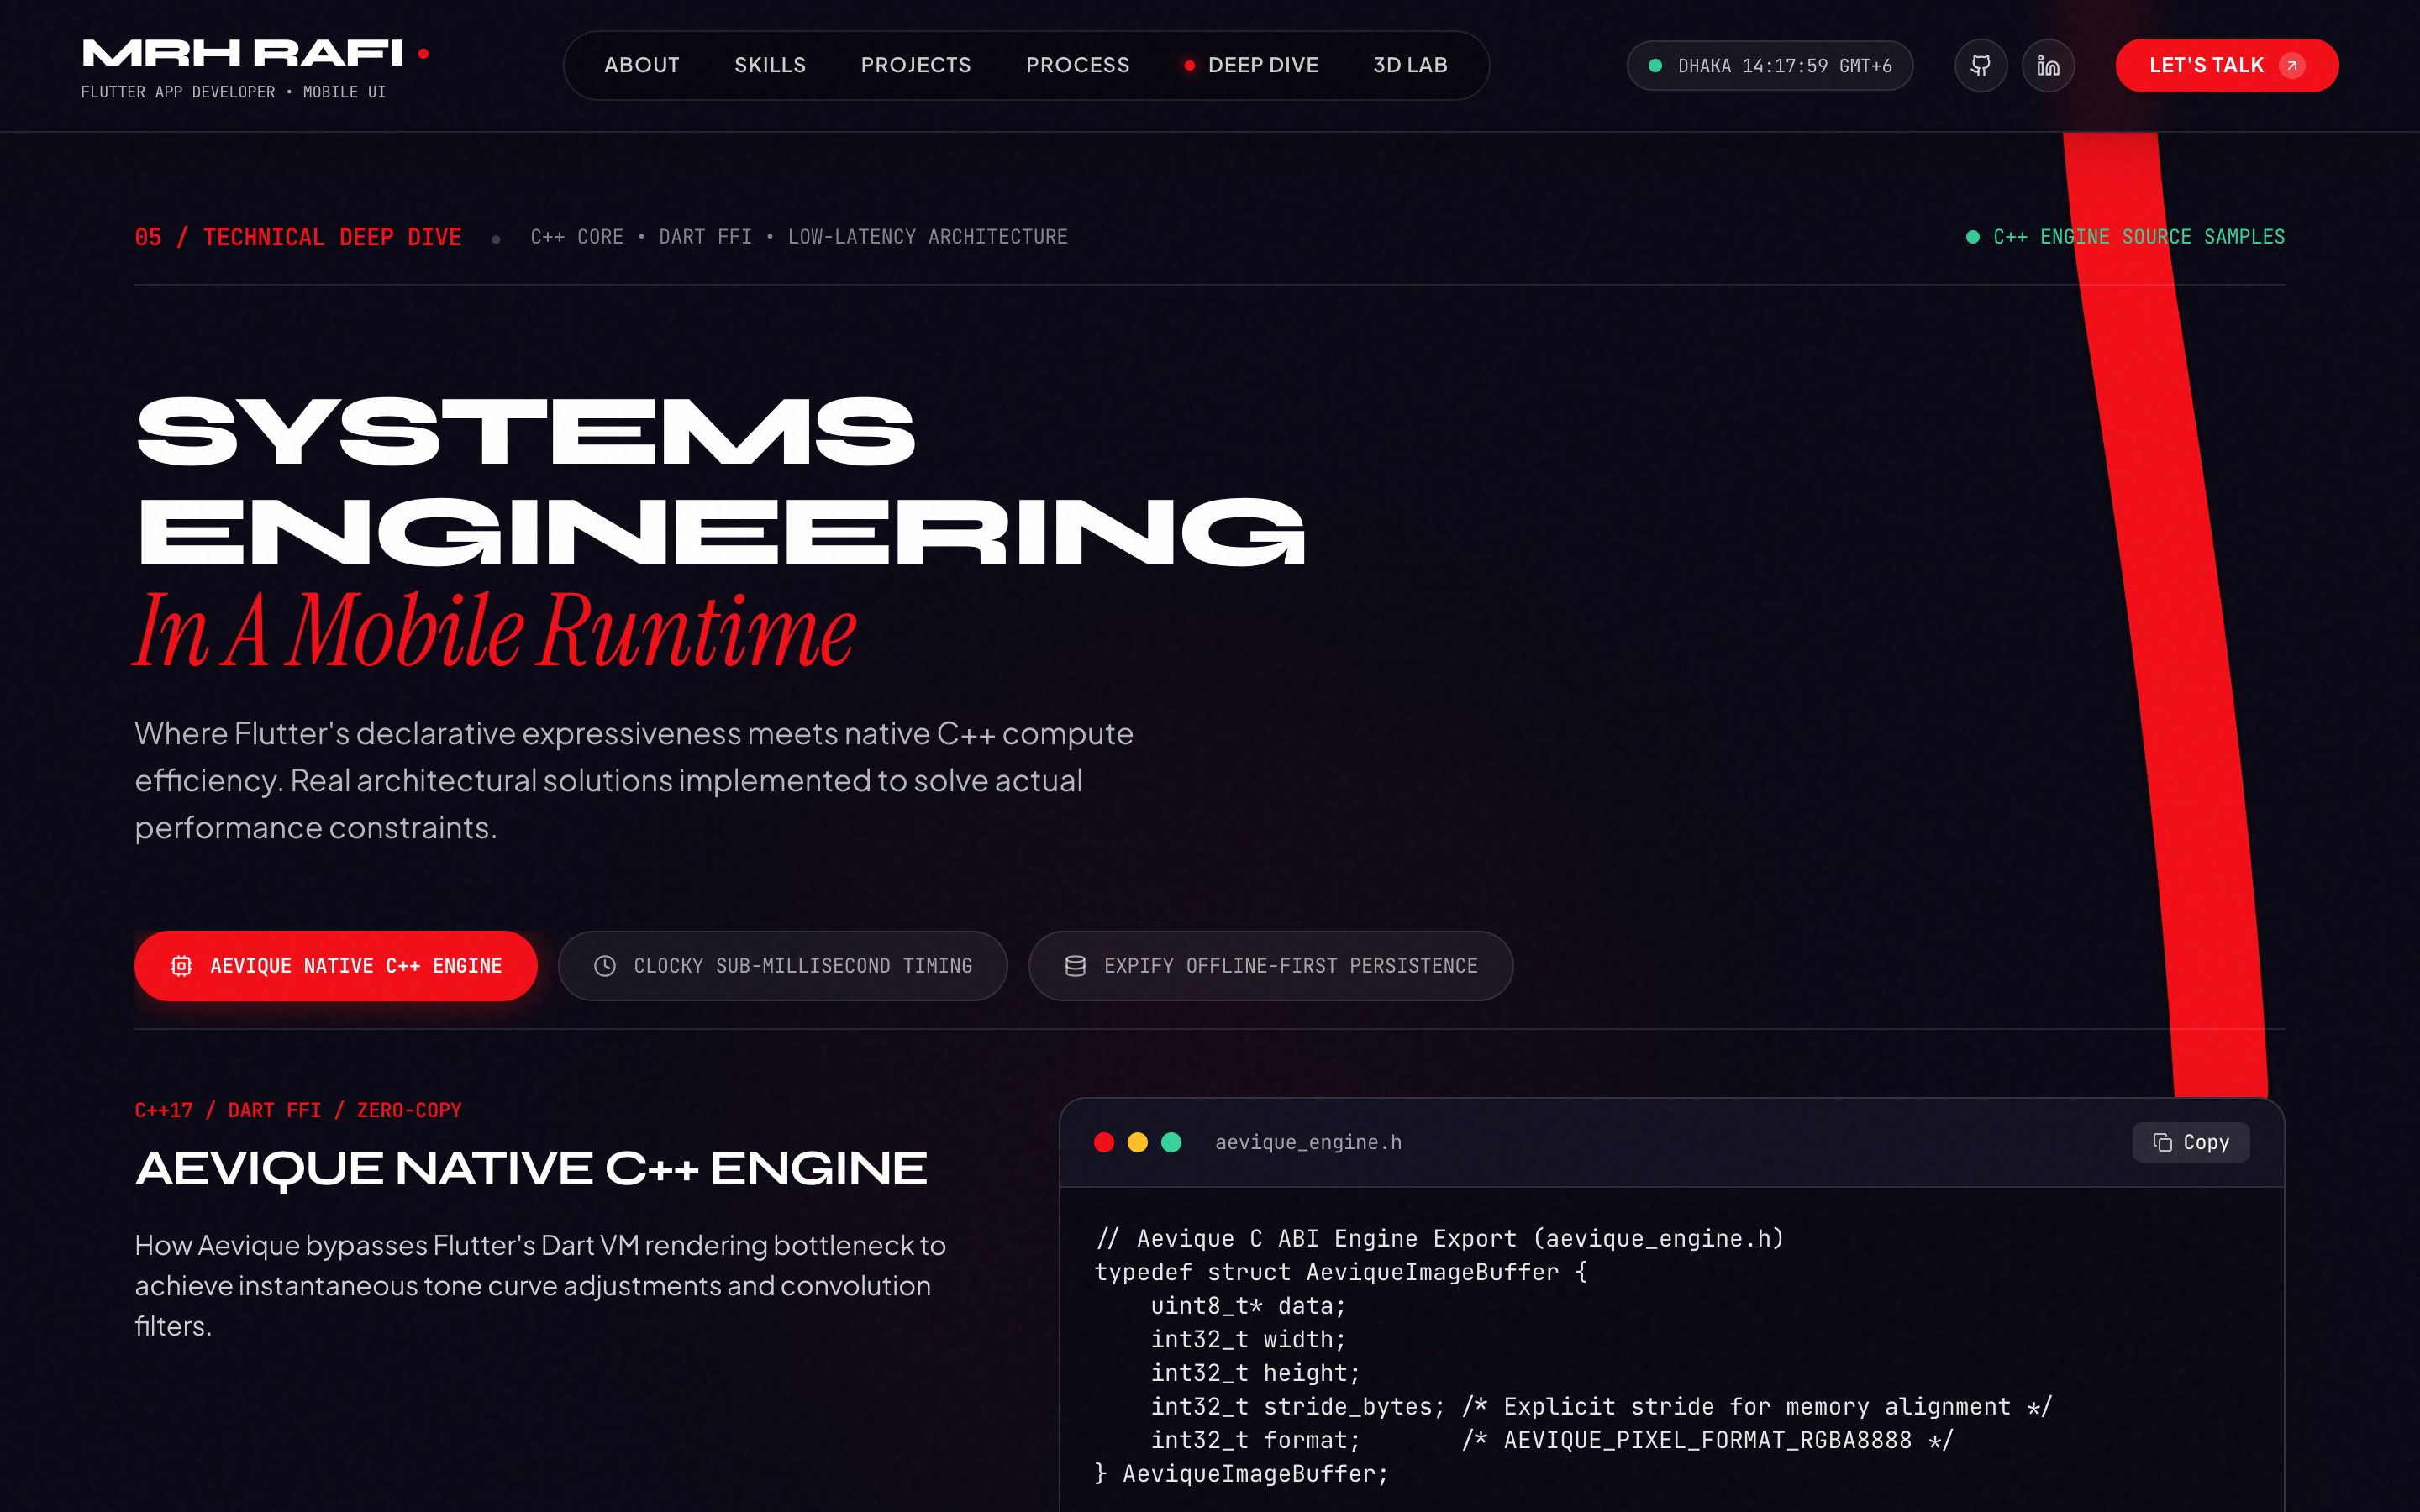 MRH RAFI
FLUTTER APP DEVELOPER • MOBILE UI
ABOUT SKILLS PROJECTS PROCESS DEEP DIVE 3D LAB
DHAKA 14:17:59 GMT+6
LET'S TALK
05 / TECHNICAL DEEP DIVE
C++ CORE • DART FFI • LOW-LATENCY ARCHITECTURE
C++ ENGINE SOURCE SAMPLES
SYSTEMS
ENGINEERING
In A Mobile Runtime
Where Flutter's declarative expressiveness meets native C++ compute
efficiency. Real architectural solutions implemented to solve actual
performance constraints.
AEVIQUE NATIVE C++ ENGINE
CLOCKY SUB-MILLISECOND TIMING
EXPIFY OFFLINE-FIRST PERSISTENCE
C++17 / DART FFI / ZERO-COPY
AEVIQUE NATIVE C++ ENGINE
How Aevique bypasses Flutter's Dart VM rendering bottleneck to
achieve instantaneous tone curve adjustments and convolution
filters.
aevique_engine.h
Copy
// Aevique C ABI Engine Export (aevique_engine.h)
typedef struct AeviqueImageBuffer {
    uint8_t* data;
    int32_t width;
    int32_t height;
    int32_t stride_bytes; /* Explicit stride for memory alignment */
    int32_t format;       /* AEVIQUE_PIXEL_FORMAT_RGBA8888 */
} AeviqueImageBuffer;